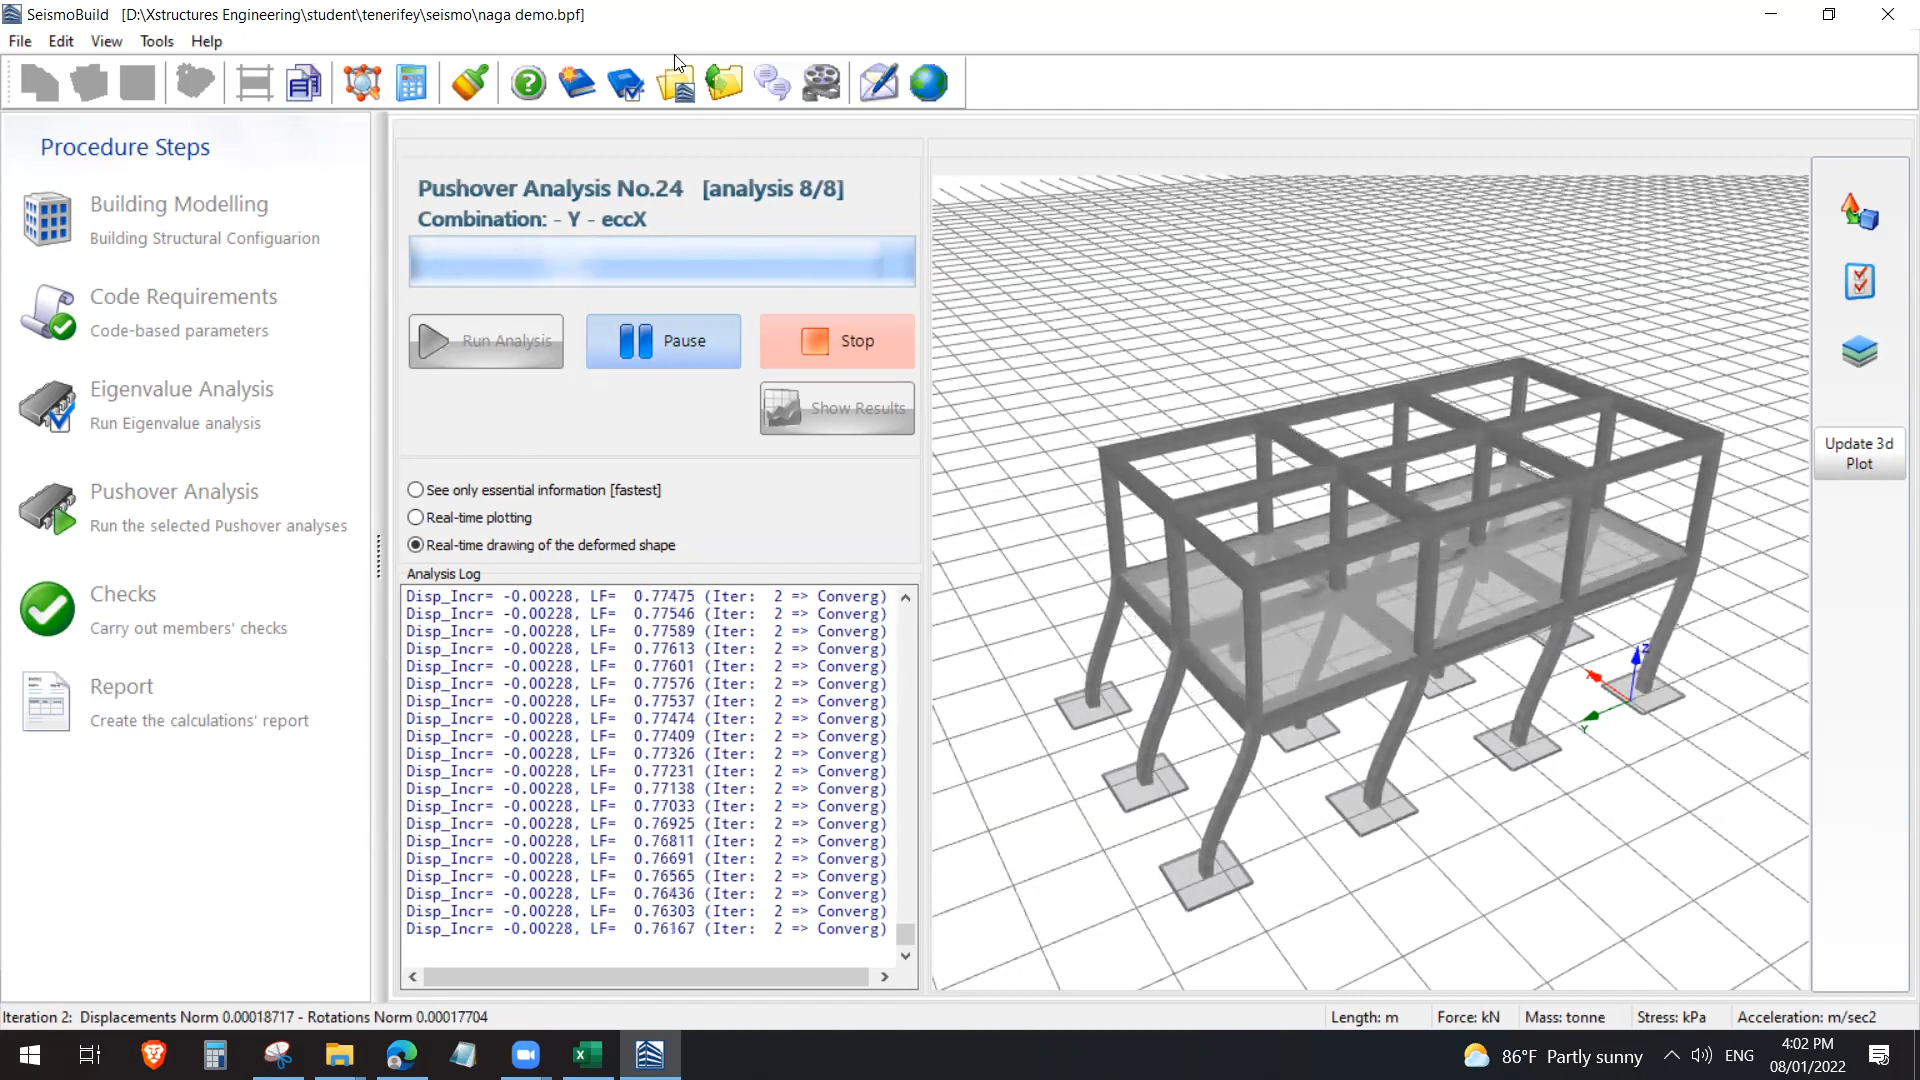 SeismoBuild [D:\Xstructures Engineering\student\tenerifey\seismo\naga demo.bpf]
File Edit View Tools Help
Procedure Steps
Building Modelling
Building Structural Configuarion
Code Requirements
Code-based parameters
Eigenvalue Analysis
Run Eigenvalue analysis
Pushover Analysis
Run the selected Pushover analyses
Checks
Carry out members' checks
Report
Create the calculations' report
Pushover Analysis No.24 [analysis 8/8]
Combination: - Y - eccX
Run Analysis
Pause
Stop
Show Results
See only essential information [fastest]
Real-time plotting
Real-time drawing of the deformed shape
Analysis Log
Disp_Incr= -0.00228, LF= 0.77475 (Iter: 2 => Converg)
Disp_Incr= -0.00228, LF= 0.77546 (Iter: 2 => Converg)
Disp_Incr= -0.00228, LF= 0.77589 (Iter: 2 => Converg)
Disp_Incr= -0.00228, LF= 0.77613 (Iter: 2 => Converg)
Disp_Incr= -0.00228, LF= 0.77601 (Iter: 2 => Converg)
Disp_Incr= -0.00228, LF= 0.77576 (Iter: 2 => Converg)
Disp_Incr= -0.00228, LF= 0.77537 (Iter: 2 => Converg)
Disp_Incr= -0.00228, LF= 0.77474 (Iter: 2 => Converg)
Disp_Incr= -0.00228, LF= 0.77409 (Iter: 2 => Converg)
Disp_Incr= -0.00228, LF= 0.77326 (Iter: 2 => Converg)
Disp_Incr= -0.00228, LF= 0.77231 (Iter: 2 => Converg)
Disp_Incr= -0.00228, LF= 0.77138 (Iter: 2 => Converg)
Disp_Incr= -0.00228, LF= 0.77033 (Iter: 2 => Converg)
Disp_Incr= -0.00228, LF= 0.76925 (Iter: 2 => Converg)
Disp_Incr= -0.00228, LF= 0.76811 (Iter: 2 => Converg)
Disp_Incr= -0.00228, LF= 0.76691 (Iter: 2 => Converg)
Disp_Incr= -0.00228, LF= 0.76565 (Iter: 2 => Converg)
Disp_Incr= -0.00228, LF= 0.76436 (Iter: 2 => Converg)
Disp_Incr= -0.00228, LF= 0.76303 (Iter: 2 => Converg)
Disp_Incr= -0.00228, LF= 0.76167 (Iter: 2 => Converg)
Z
X
Y
Update 3d
Plot
Iteration 2: Displacements Norm 0.00018717 - Rotations Norm 0.00017704
Length: m Force: kN Mass: tonne Stress: kPa Acceleration: m/sec2
86°F Partly sunny
ENG
4:02 PM
08/01/2022